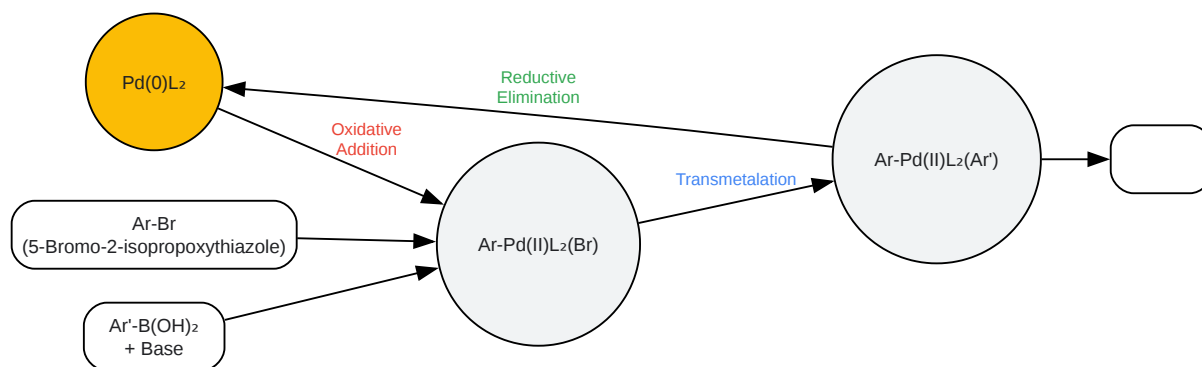 Pd(0)L₂
Reductive
Elimination
Oxidative
Addition
Ar-Pd(II)L₂(Ar')
Transmetalation
Ar-Br
(5-Bromo-2-isopropoxythiazole)
Ar-Pd(II)L₂(Br)
Ar'-B(OH)₂
+ Base